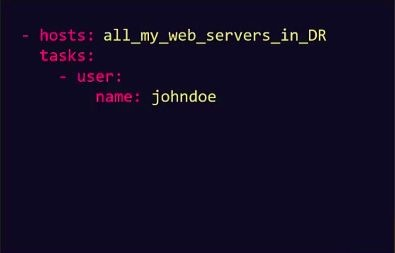 - hosts: all_my_web_servers_in_DR
  tasks:
    - user:
        name: johndoe